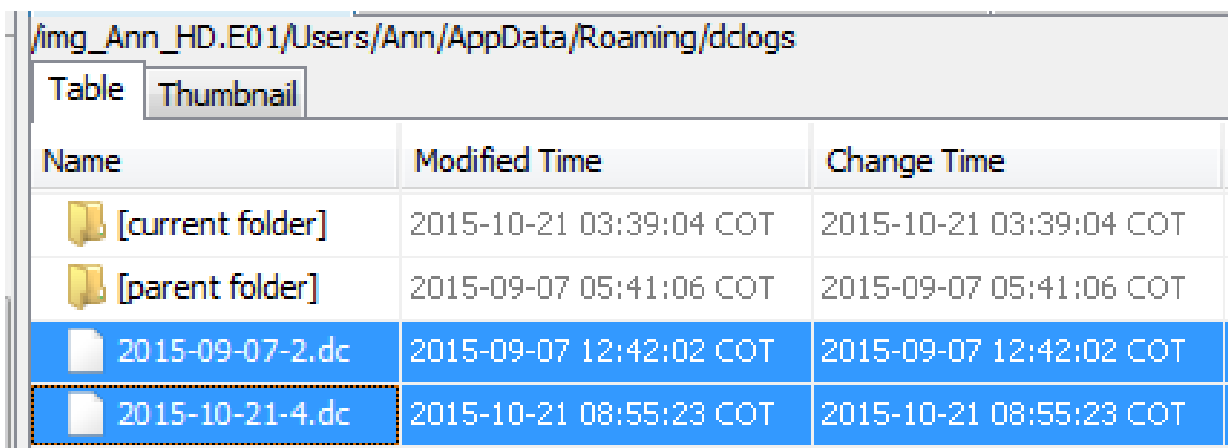 /img_Ann_HD.E01/Users/Ann/AppData/Roaming/dclogs
Table Thumbnail
Name Modified Time Change Time
[current folder] 2015-10-21 03:39:04 COT 2015-10-21 03:39:04 COT
[parent folder] 2015-09-07 05:41:06 COT 2015-09-07 05:41:06 COT
2015-09-07-2.dc 2015-09-07 12:42:02 COT 2015-09-07 12:42:02 COT
2015-10-21-4.dc 2015-10-21 08:55:23 COT 2015-10-21 08:55:23 COT